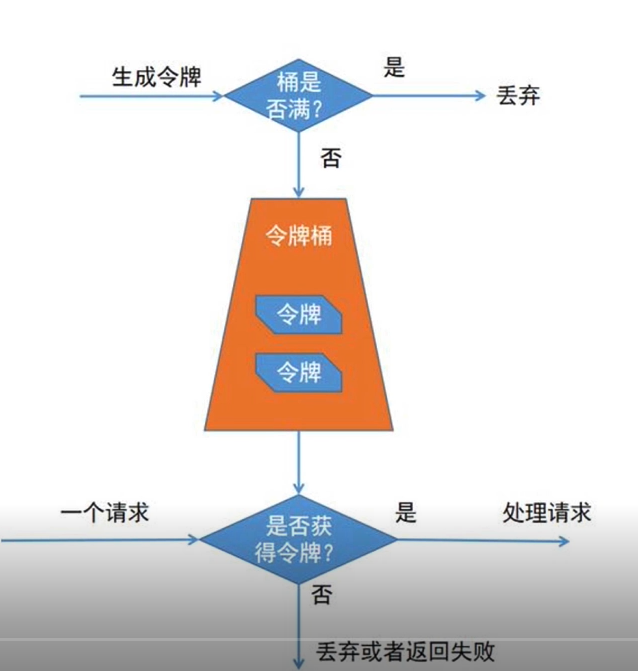 生成令牌
桶是
否满?
是
丢弃
否
令牌桶
令牌
令牌
一个请求
是否获
得令牌?
是
处理请求
否
丢弃或者返回失败